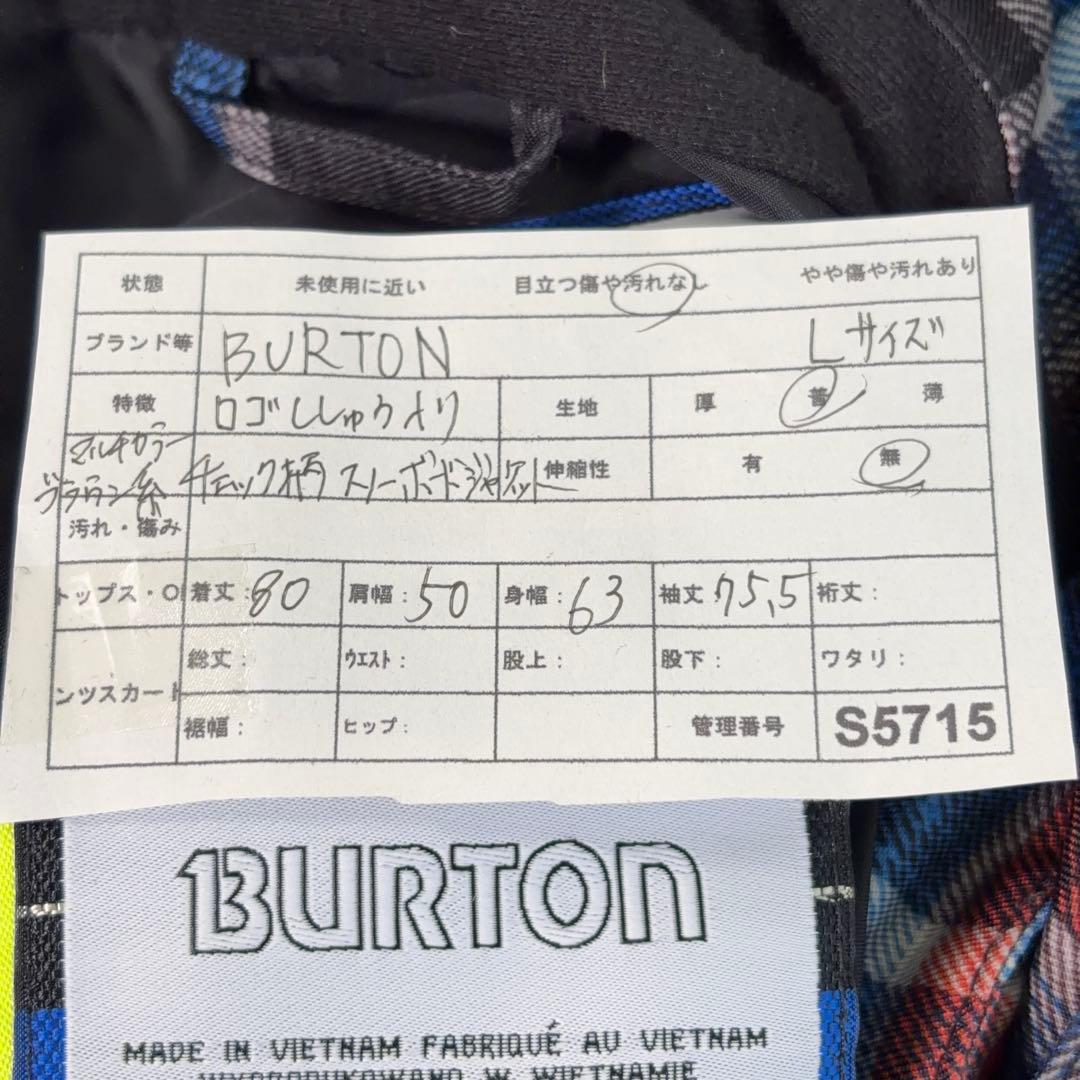 状態 未使用に近い 目立つ傷や汚れなし やや傷や汚れあり
ブランド等 BURTON Lサイズ
特徴 ロゴししゅう入り 生地 厚 普 薄
マルチカラー
ブラウン系 チェック柄 スノーボードジャケット 伸縮性 有 無
汚れ・傷み
トップス・O 着丈:80 肩幅:50 身幅:63 袖丈:75,5 裄丈:
総丈: ウエスト: 股上: 股下: ワタリ:
ンツスカート
裾幅: ヒップ: 管理番号 S5715
BURTON
MADE IN VIETNAM FABRIQUÉ AU VIETNAM
WYPRODUKOWANO W WIETNAMIE